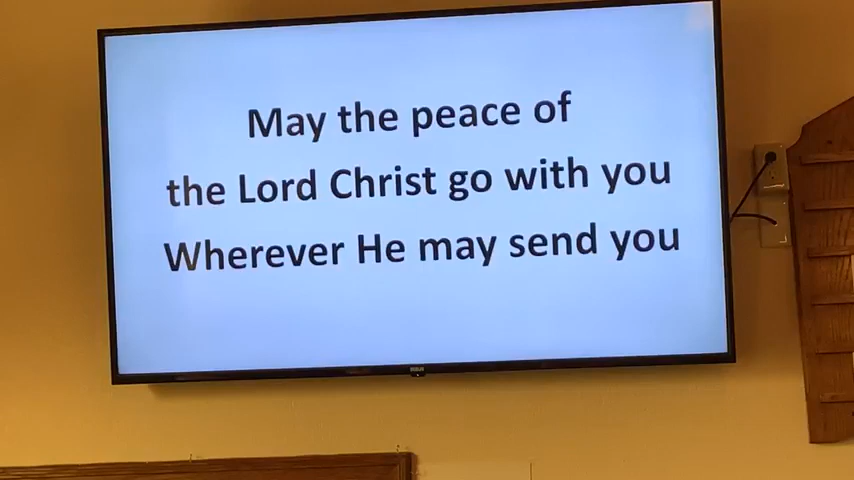 May the peace of
the Lord Christ go with you
Wherever He may send you